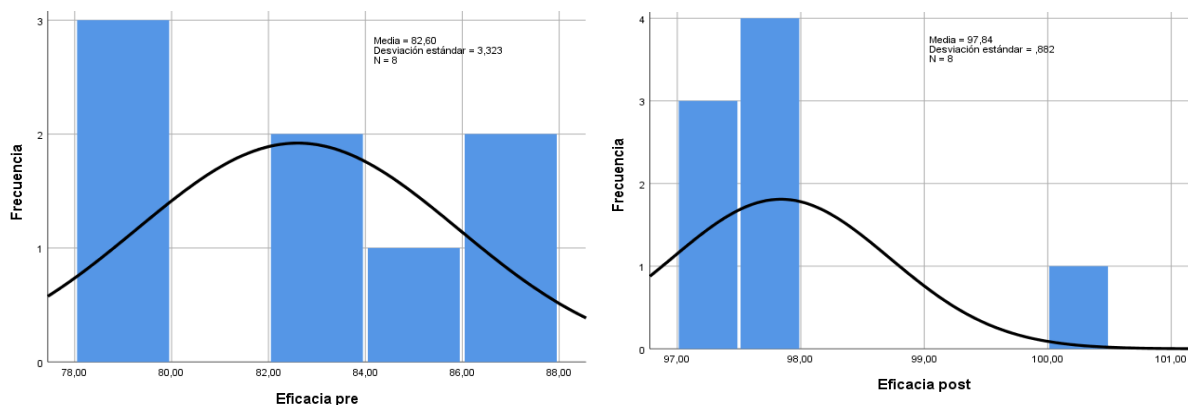 Media = 82,60
Desviación estándar = 3,323
N = 8
3
2
1
0
Frecuencia
78,00 80,00 82,00 84,00 86,00 88,00
Eficacia pre
Media = 97,84
Desviación estándar = ,882
N = 8
4
3
2
1
0
Frecuencia
97,00 98,00 99,00 100,00 101,00
Eficacia post